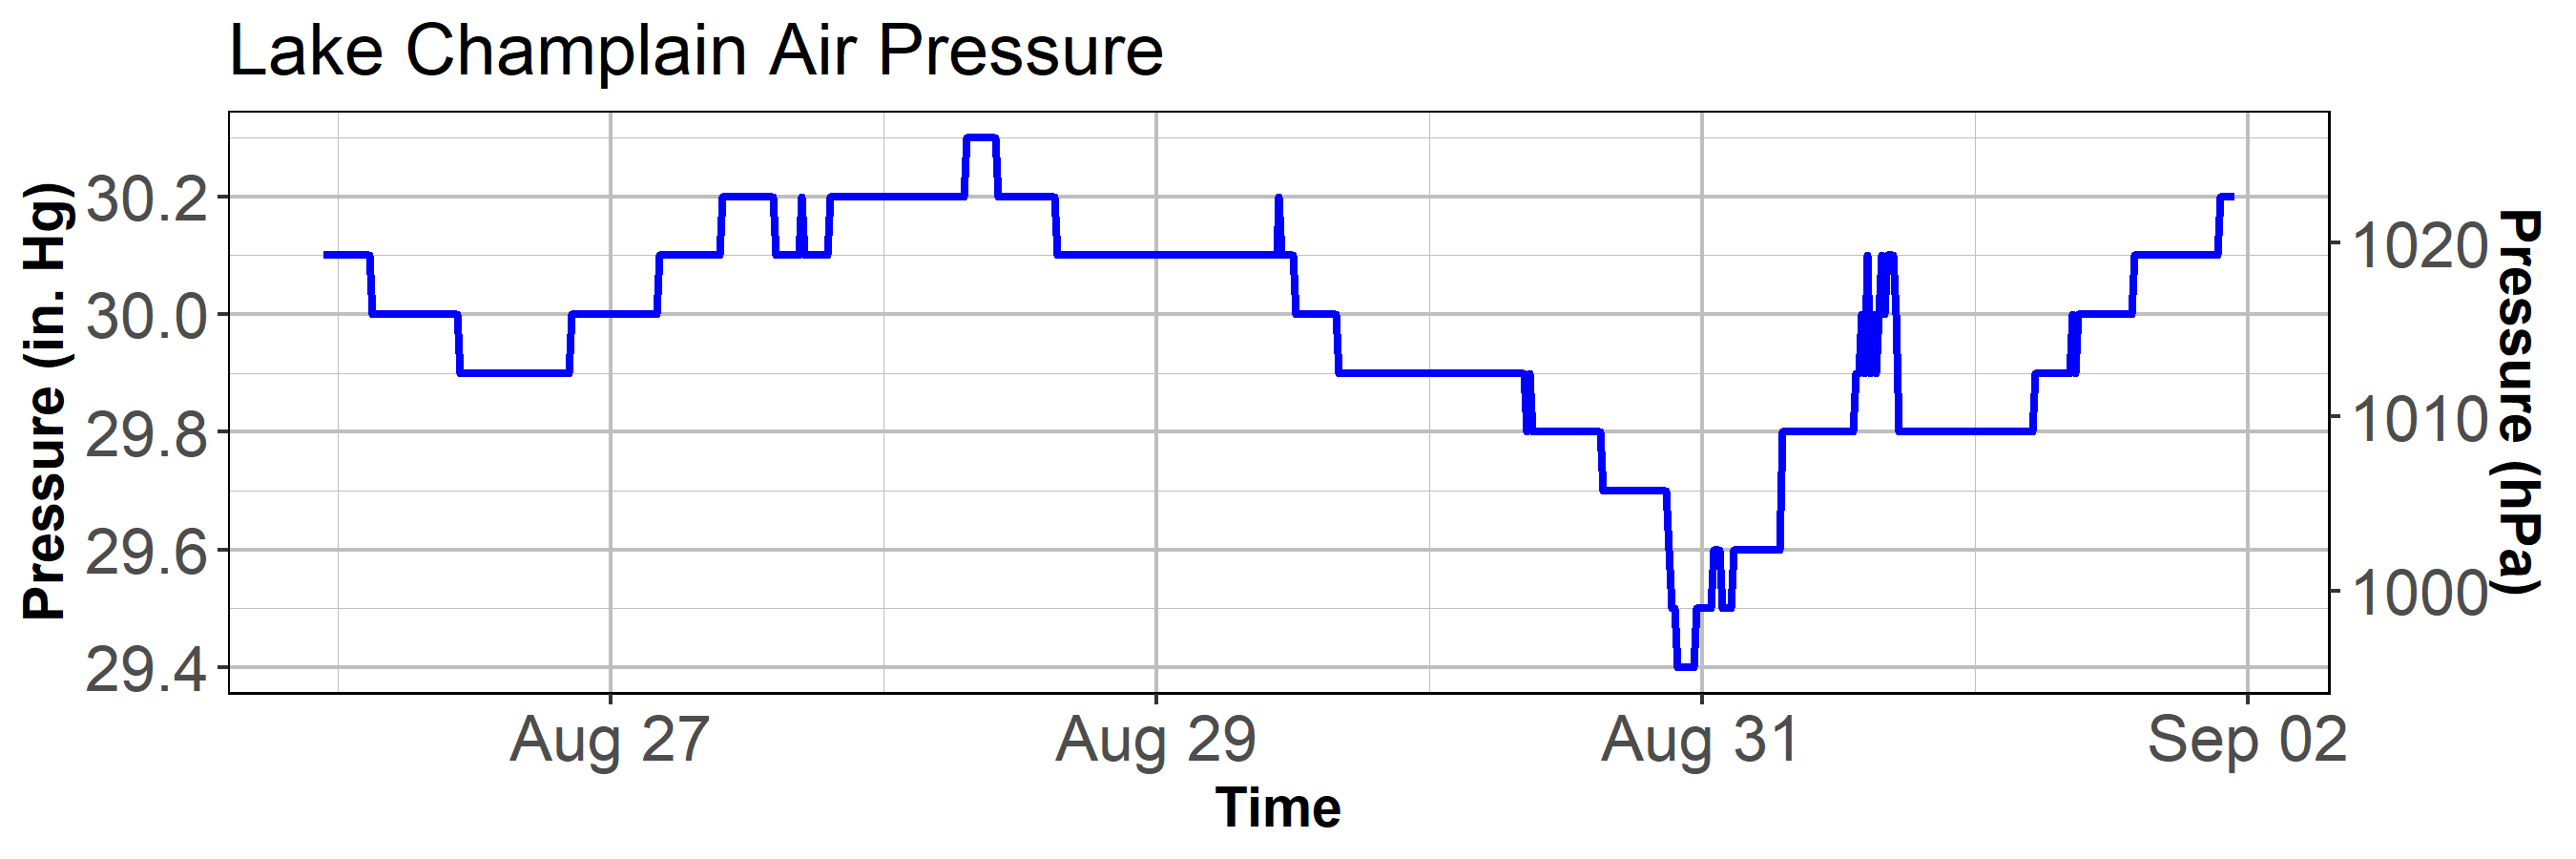 Lake Champlain Air Pressure
Pressure (in. Hg)
30.2
30.0
29.8
29.6
29.4
1020
1010
1000
Pressure (hPa)
Aug 27
Aug 29
Aug 31
Sep 02
Time